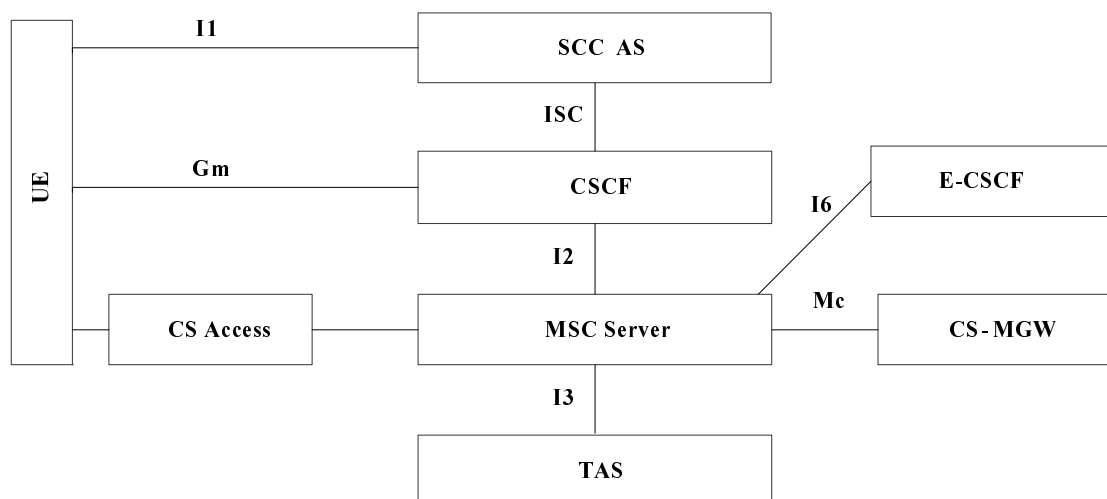 I1
SCC AS
ISC
UE
Gm
CSCF
E-CSCF
I6
I2
Mc
CS Access
MSC Server
CS-MGW
I3
TAS